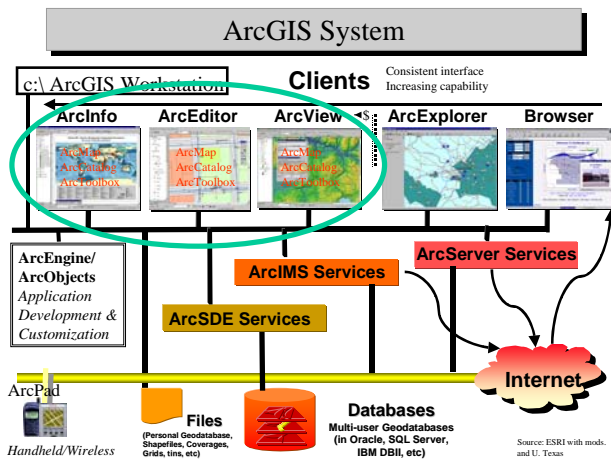 ArcGIS System
c:\ ArcGIS Workstation
Clients
Consistent interface
Increasing capability
ArcInfo
ArcEditor
ArcView
$
ArcExplorer
Browser
ArcMap
ArcCatalog
ArcToolbox
ArcMap
ArcCatalog
ArcToolbox
ArcMap
ArcCatalog
ArcToolbox
ArcEngine/
ArcObjects
Application
Development &
Customization
ArcIMS Services
ArcServer Services
ArcSDE Services
Internet
ArcPad
Handheld/Wireless
Files
(Personal Geodatabase,
Shapefiles, Coverages,
Grids, tins, etc)
Databases
Multi-user Geodatabases
(in Oracle, SQL Server,
IBM DBII, etc)
Source: ESRI with mods.
and U. Texas